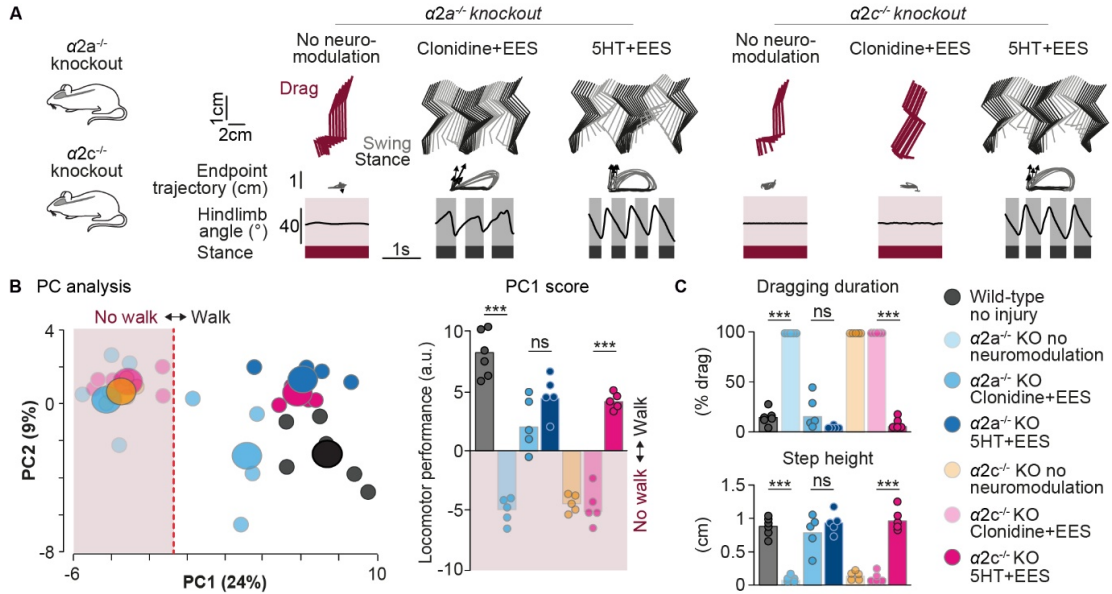 A
α2a-/- knockout
α2c-/- knockout
α2a-/-
knockout
α2c-/-
knockout
No neuro-
modulation
Clonidine+EES
5HT+EES
No neuro-
modulation
Clonidine+EES
5HT+EES
Drag
1cm
2cm
Swing
Stance
Endpoint
trajectory (cm)
1
Hindlimb
angle (°)
40
Stance
1s
B PC analysis
No walk ↔ Walk
4
0
-8
PC2 (9%)
-6
10
PC1 (24%)
PC1 score
***
ns
***
10
5
0
-5
-10
Locomotor performance (a.u.)
No walk ↔ Walk
C
Dragging duration
***
ns
***
100
50
0
(% drag)
Step height
***
ns
***
1.5
1
0.5
0
(cm)
Wild-type
no injury
α2a-/- KO no
neuromodulation
α2a-/- KO
Clonidine+EES
α2a-/- KO
5HT+EES
α2c-/- KO no
neuromodulation
α2c-/- KO
Clonidine+EES
α2c-/- KO
5HT+EES